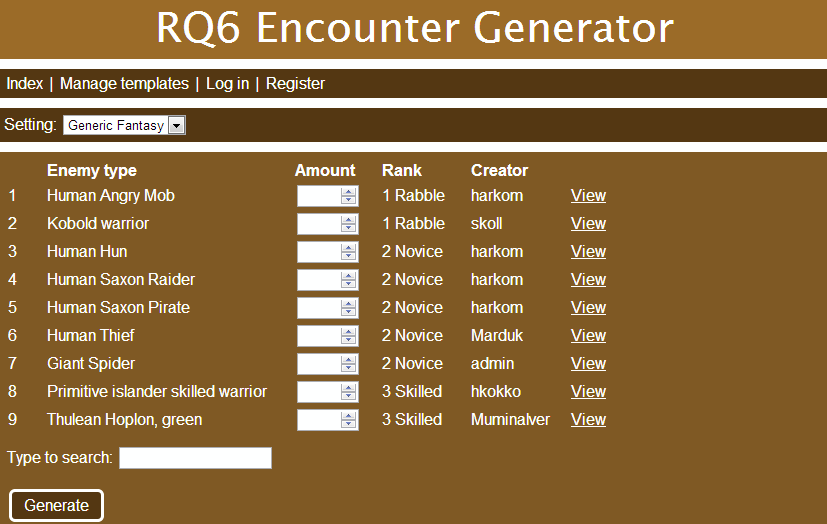 RQ6 Encounter Generator
Index | Manage templates | Log in | Register
Setting: Generic Fantasy
Enemy type Amount Rank Creator
1 Human Angry Mob 1 Rabble harkom View
2 Kobold warrior 1 Rabble skoll View
3 Human Hun 2 Novice harkom View
4 Human Saxon Raider 2 Novice harkom View
5 Human Saxon Pirate 2 Novice harkom View
6 Human Thief 2 Novice Marduk View
7 Giant Spider 2 Novice admin View
8 Primitive islander skilled warrior 3 Skilled hkokko View
9 Thulean Hoplon, green 3 Skilled Muminalver View
Type to search:
Generate